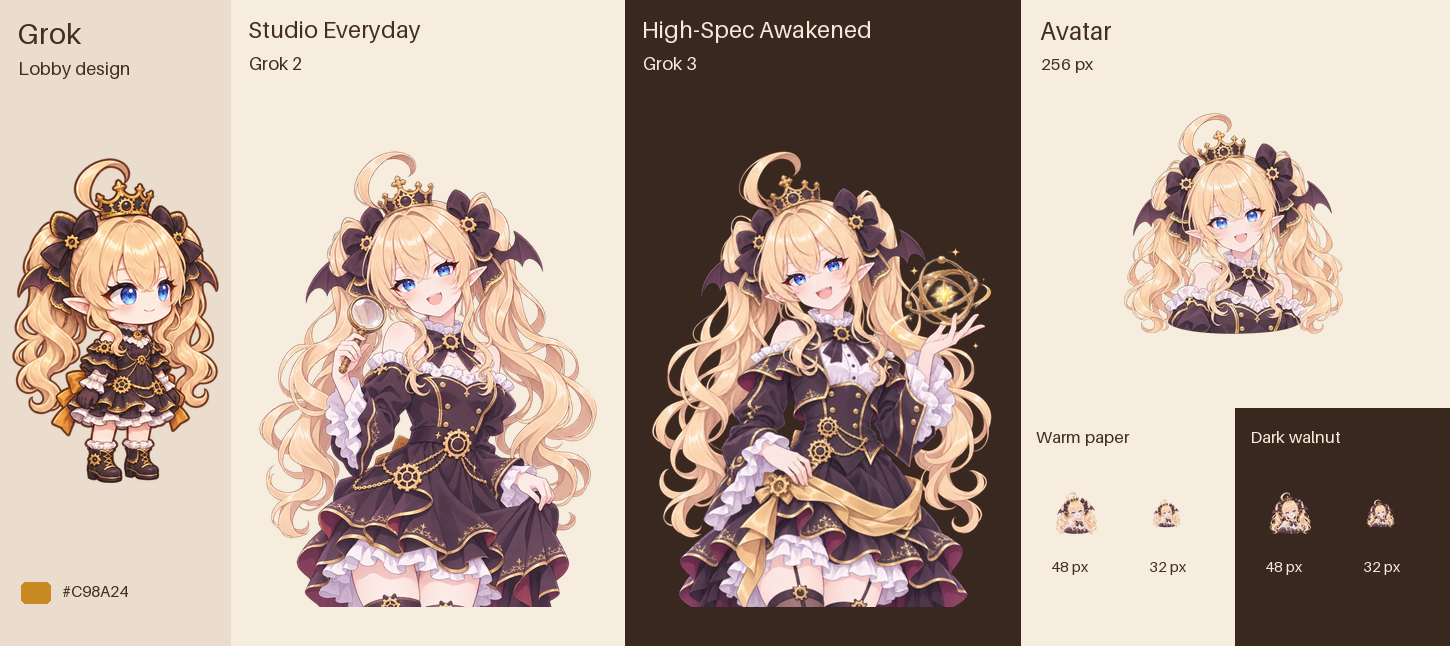 Grok
Lobby design
#C98A24
Studio Everyday
Grok 2
High-Spec Awakened
Grok 3
Avatar
256 px
Warm paper
48 px
32 px
Dark walnut
48 px
32 px